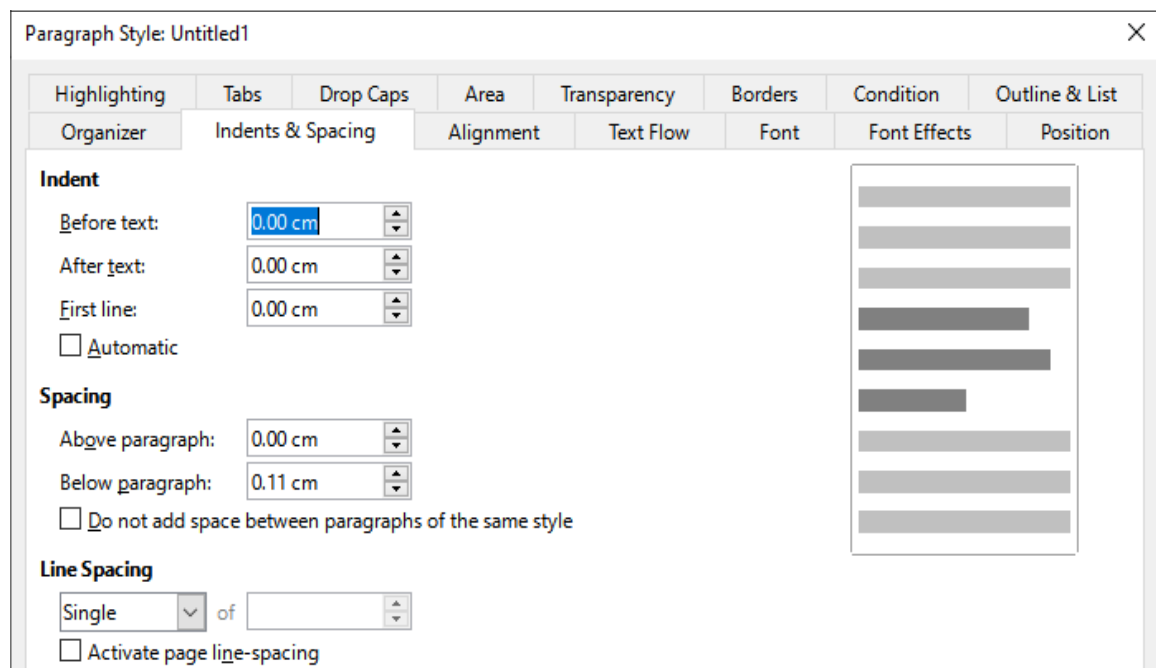 Paragraph Style: Untitled1
Highlighting Tabs Drop Caps Area Transparency Borders Condition Outline & List
Organizer Indents & Spacing Alignment Text Flow Font Font Effects Position
Indent
Before text: 0.00 cm
After text: 0.00 cm
First line: 0.00 cm
Automatic
Spacing
Above paragraph: 0.00 cm
Below paragraph: 0.11 cm
Do not add space between paragraphs of the same style
Line Spacing
Single of
Activate page line-spacing